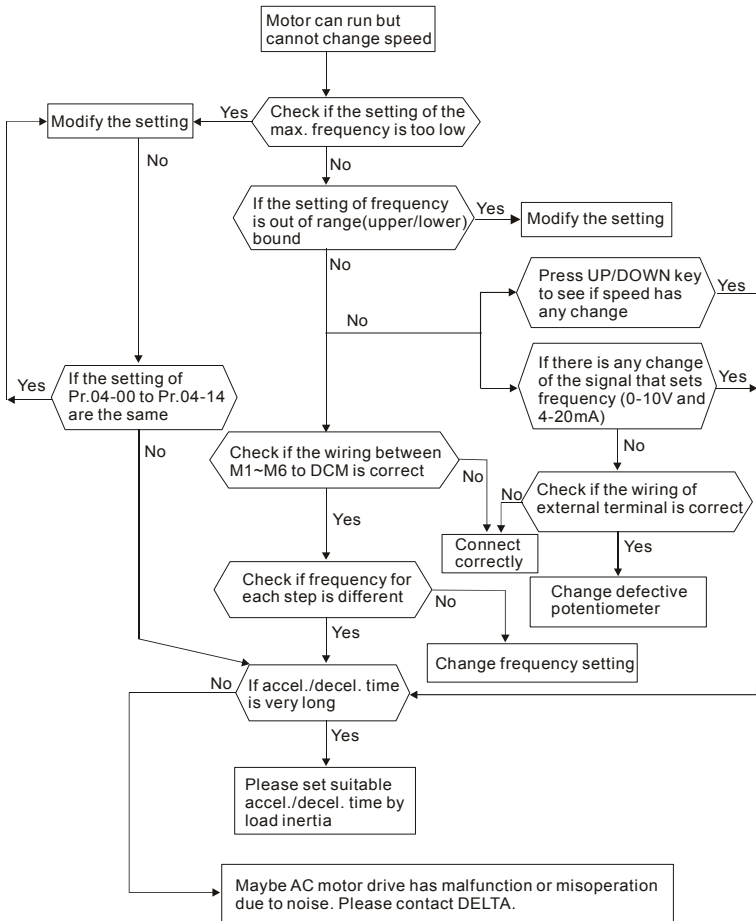 Motor can run but
cannot change speed
Modify the setting
Yes
Check if the setting of the
max. frequency is too low
No
No
If the setting of frequency
is out of range(upper/lower)
bound
Yes
Modify the setting
No
Press UP/DOWN key
to see if speed has
any change
Yes
No
Yes
If the setting of
Pr.04-00 to Pr.04-14
are the same
If there is any change
of the signal that sets
frequency (0-10V and
4-20mA)
Yes
No
No
Check if the wiring between
M1~M6 to DCM is correct
No
No
Check if the wiring of
external terminal is correct
Yes
Connect
correctly
Yes
Change defective
potentiometer
Check if frequency for
each step is different
No
Yes
Change frequency setting
No
If accel./decel. time
is very long
Yes
Please set suitable
accel./decel. time by
load inertia
Maybe AC motor drive has malfunction or misoperation
due to noise. Please contact DELTA.